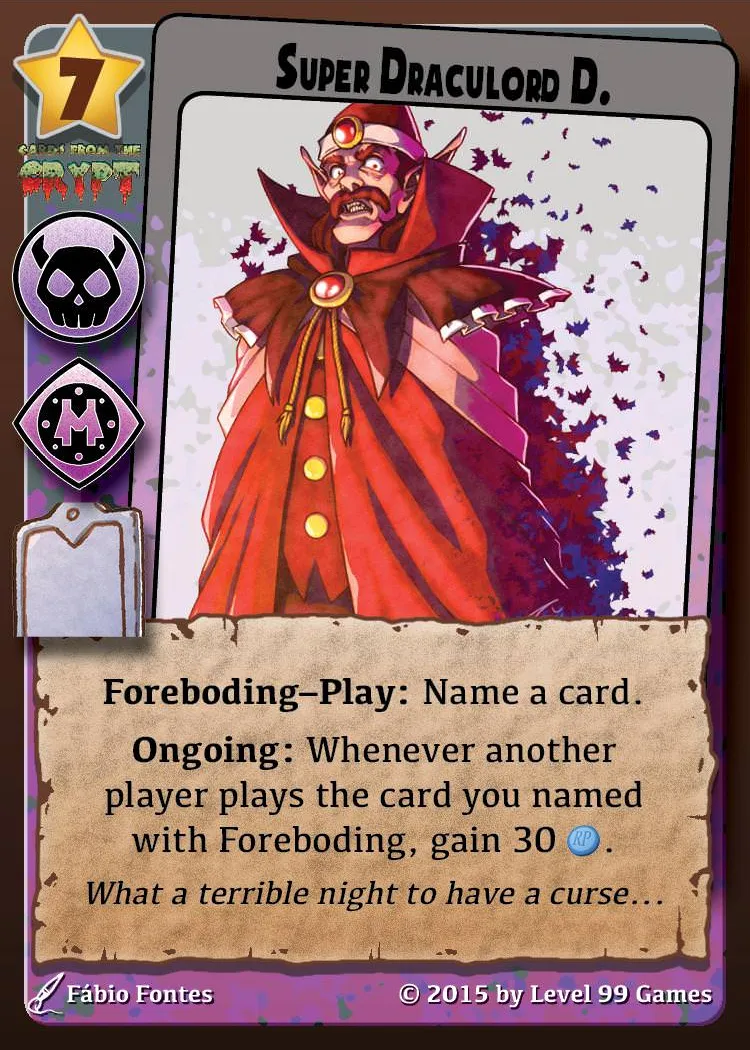 Super Draculord D.
7
Cards from the
Crypt
M
Foreboding–Play: Name a card.
Ongoing: Whenever another
player plays the card you named
with Foreboding, gain 30 RP.
What a terrible night to have a curse...
Fábio Fontes
© 2015 by Level 99 Games